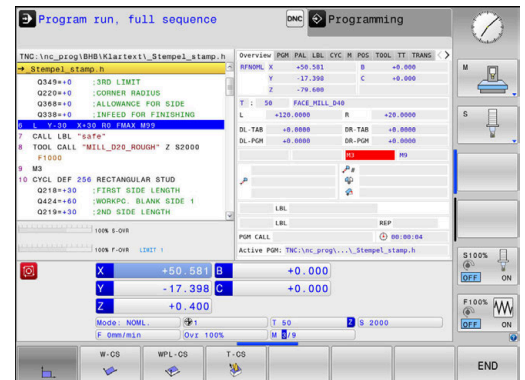 Program run, full sequence
DNC
Programming
TNC:\nc_prog\BHB\Klartext\_Stempel_stamp.h
→_Stempel_stamp.h
Q349=+0 ;3RD LIMIT
Q220=+0 ;CORNER RADIUS
Q368=+0 ;ALLOWANCE FOR SIDE
Q338=+0 ;INFEED FOR FINISHING
6 L Y-30 X+30 R0 FMAX M99
7 CALL LBL "safe"
8 TOOL CALL "MILL_D20_ROUGH" Z S2000
F1000
9 M3
10 CYCL DEF 256 RECTANGULAR STUD
Q218=+30 ;FIRST SIDE LENGTH
Q424=+60 ;WORKPC. BLANK SIDE 1
Q219=+30 ;2ND SIDE LENGTH
100% S-OVR
100% F-OVR LIMIT 1
Overview PGM PAL LBL CYC M POS TOOL TT TRANS
RFNOML X +50.581 B +0.000
Y -17.398 C +0.000
Z -79.600
T : 50 FACE_MILL_D40
L +120.0000 R +20.0000
DL-TAB +0.0000 DR-TAB +0.0000
DL-PGM +0.0000 DR-PGM +0.0000
M3 M9
LBL
LBL REP
PGM CALL 00:00:04
Active PGM: TNC:\nc_prog\...\_Stempel_stamp.h
X +50.581 B +0.000
Y -17.398 C +0.000
Z +0.400
Mode: NOML. 1 T 50 Z S 2000
F 0mm/min Ovr 100% M 5/9
M
S
S100%
OFF ON
F100%
OFF ON
W-CS WPL-CS T-CS
END